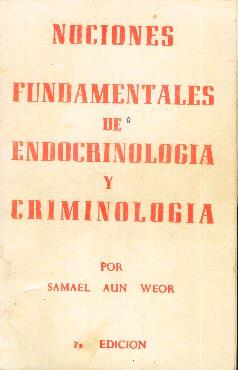 NOCIONES
FUNDAMENTALES
DE
ENDOCRINOLOGIA
Y
CRIMINOLOGIA
POR
SAMAEL AUN WEOR
2a EDICION